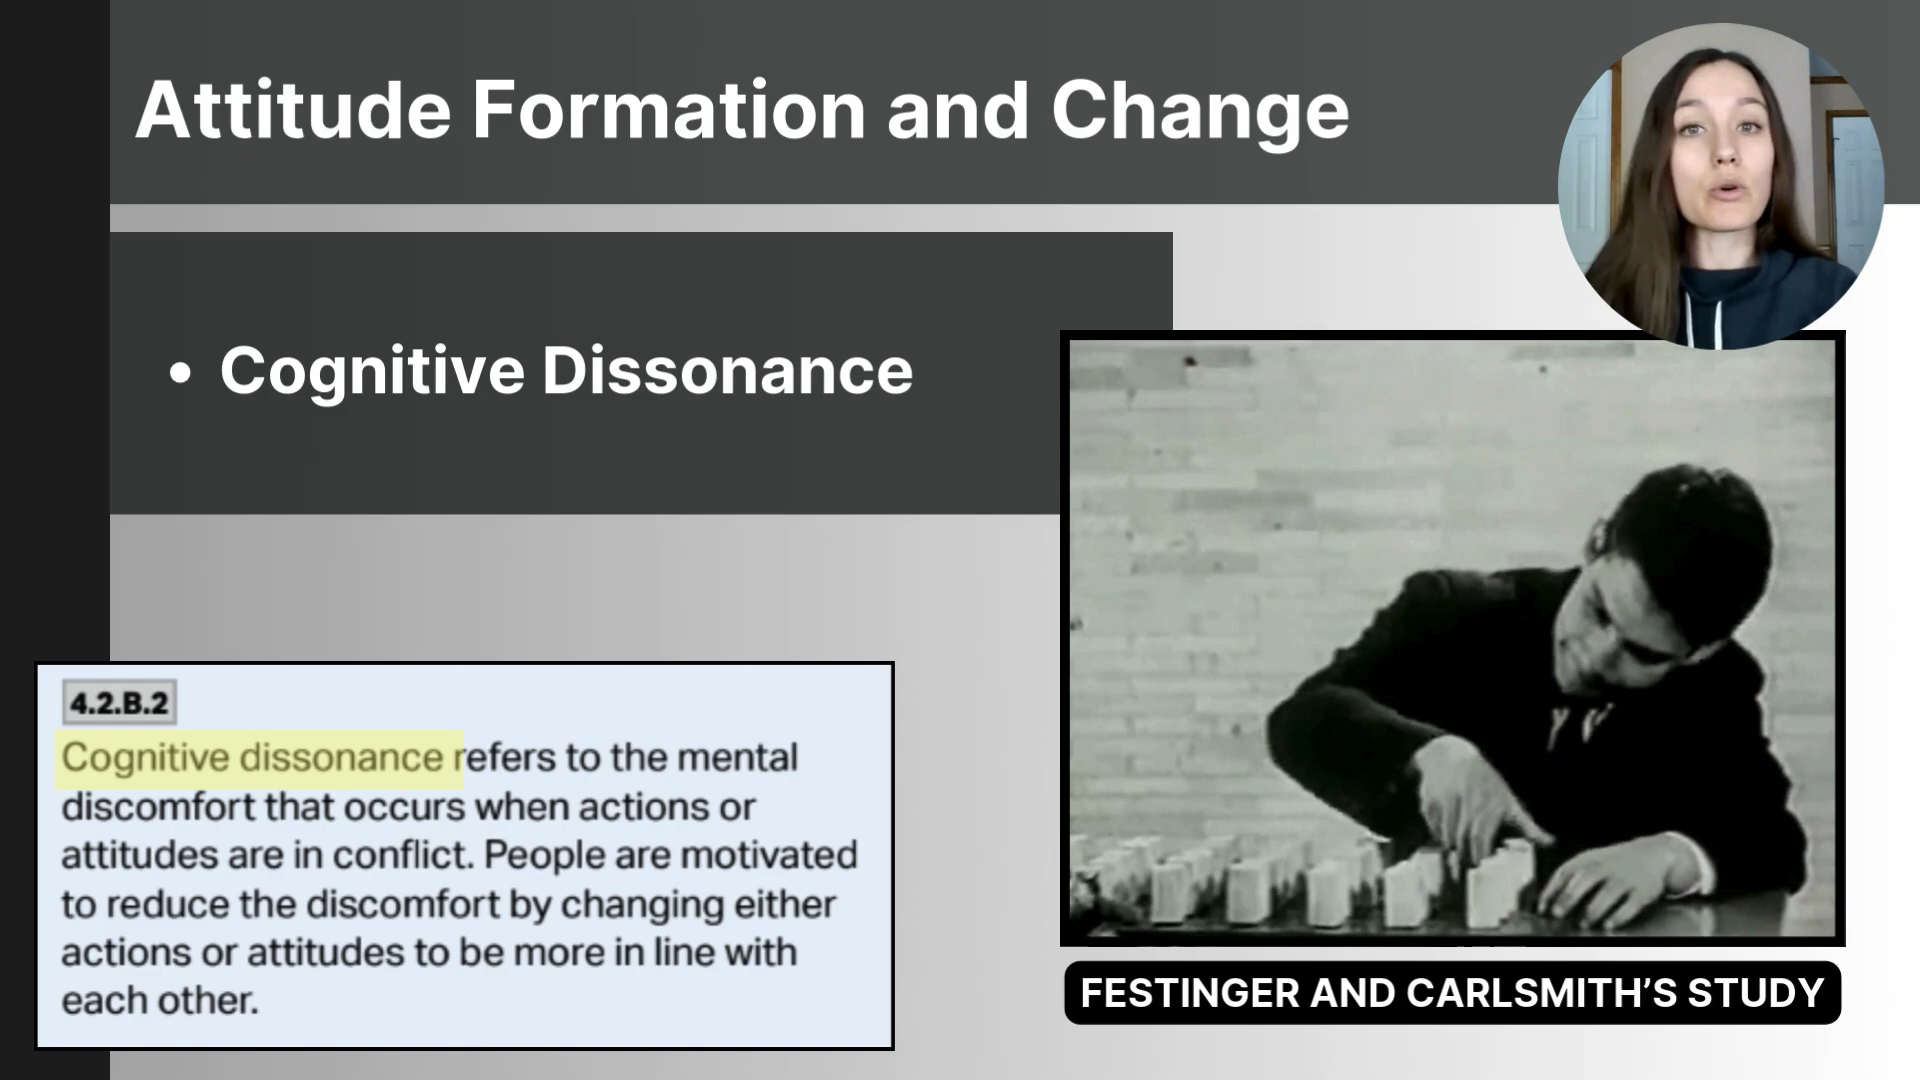 Attitude Formation and Change
• Cognitive Dissonance
4.2.B.2
Cognitive dissonance refers to the mental
discomfort that occurs when actions or
attitudes are in conflict. People are motivated
to reduce the discomfort by changing either
actions or attitudes to be more in line with
each other.
FESTINGER AND CARLSMITH’S STUDY